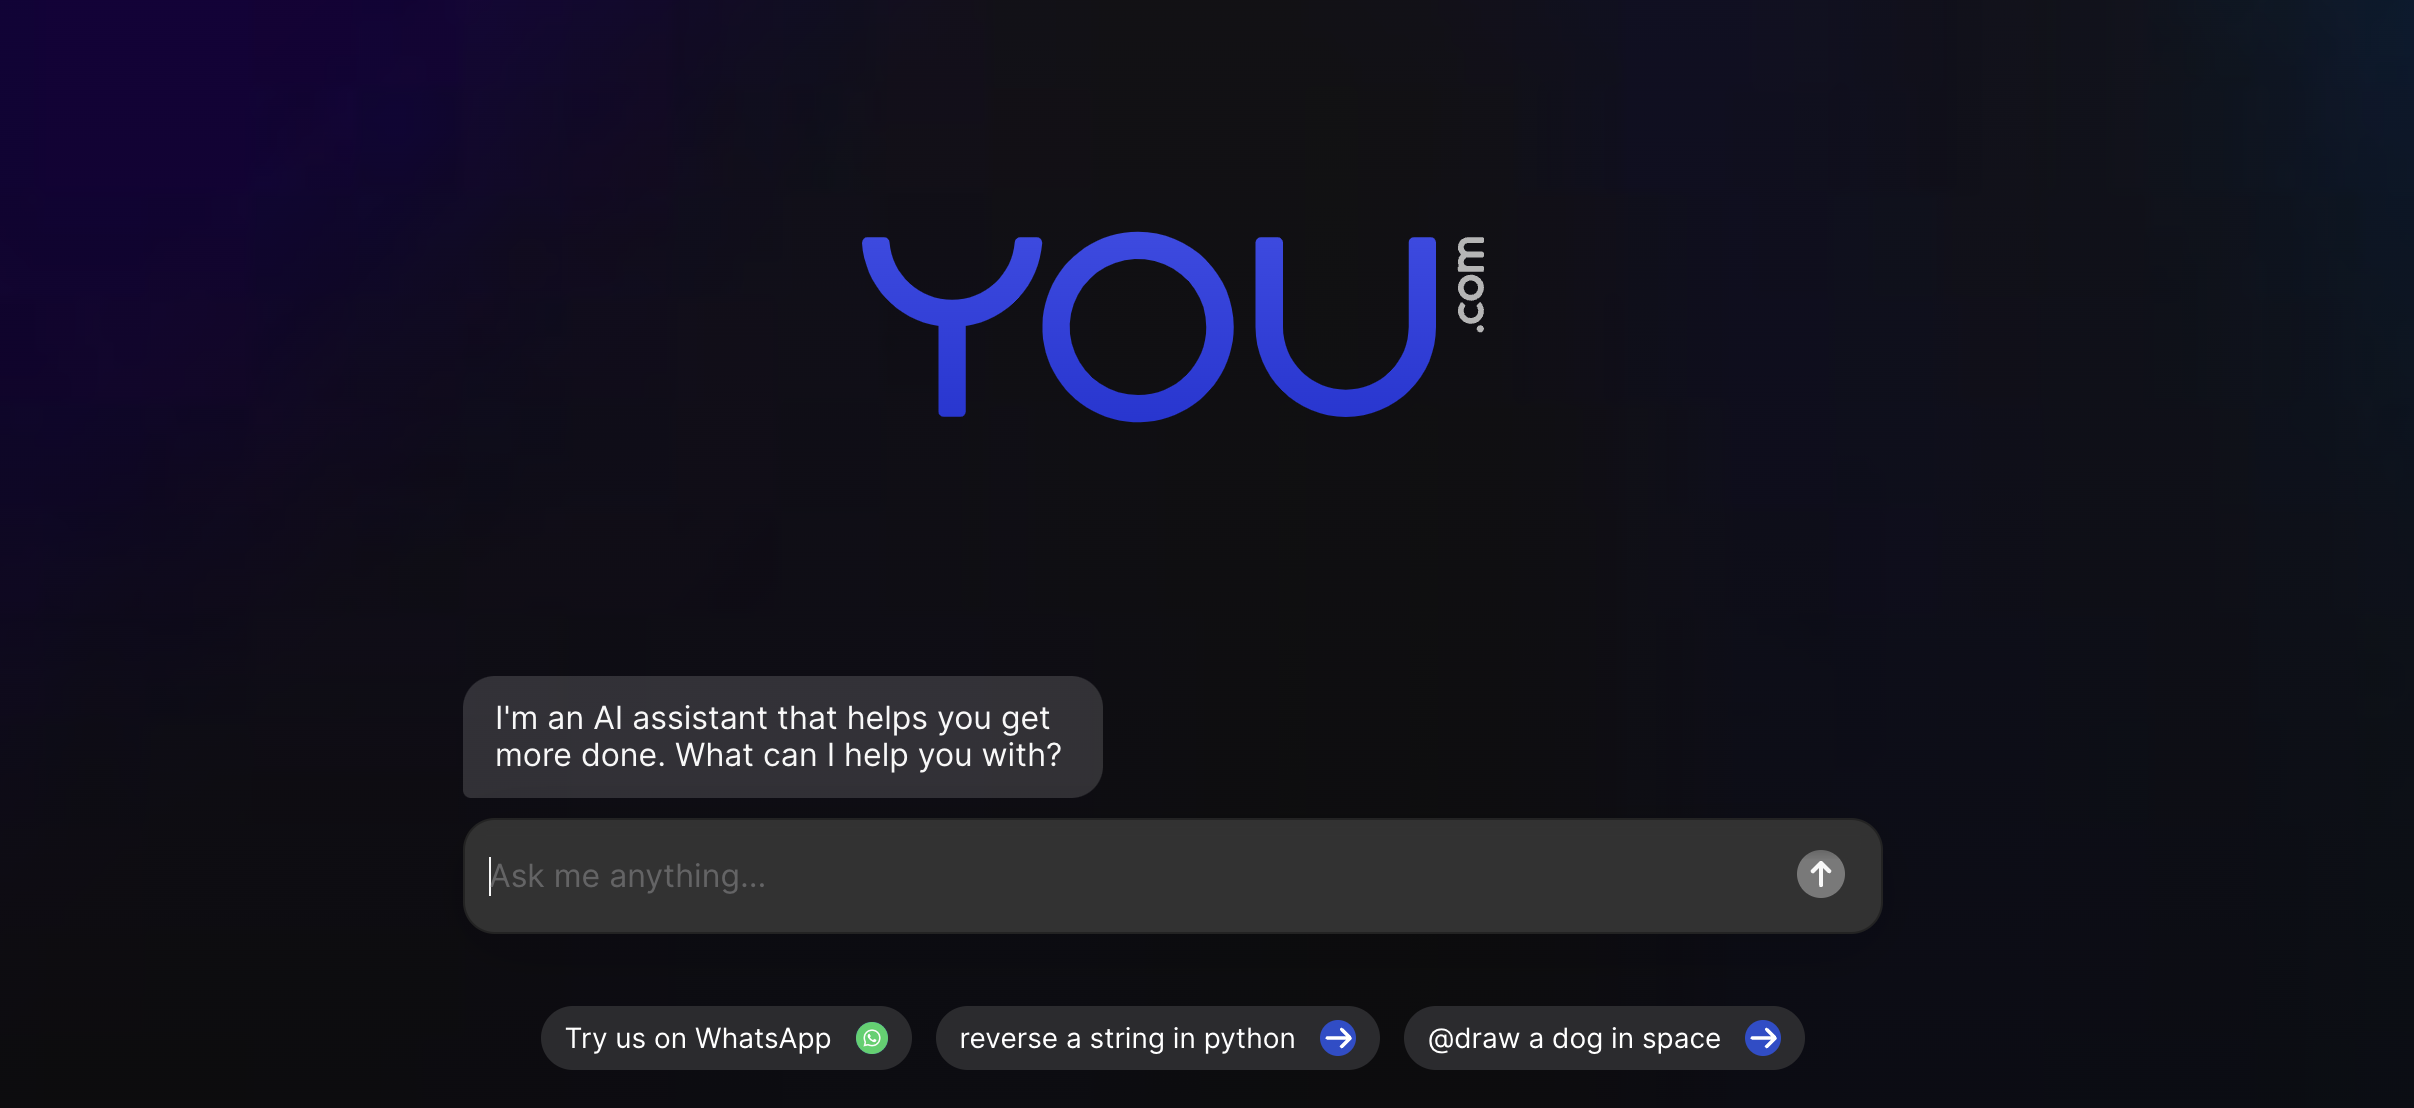 YOU.com
I'm an AI assistant that helps you get
more done. What can I help you with?
Ask me anything...
Try us on WhatsApp
reverse a string in python
@draw a dog in space